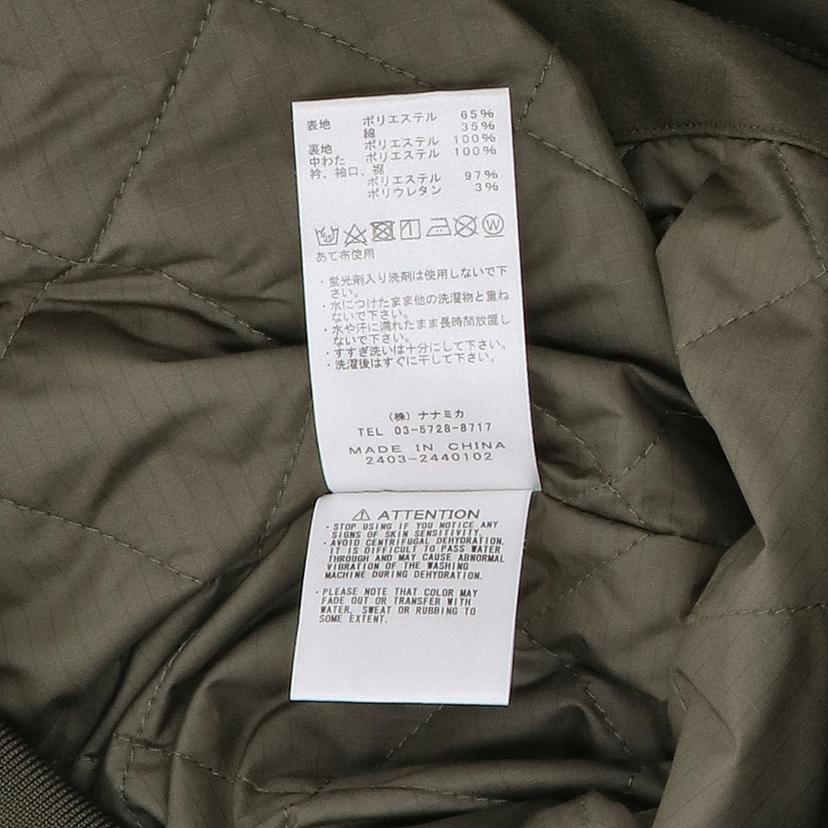 表地 ポリエステル 65%
綿 35%
裏地 ポリエステル 100%
中わた ポリエステル 100%
衿、袖口、裾
ポリエステル 97%
ポリウレタン 3%
W
あて布使用
・蛍光剤入り洗剤は使用しないで下
さい。
・水につけたまま他の洗濯物と重ね
ないで下さい。
・水や汗に濡れたまま長時間放置し
ないで下さい。
・すすぎ洗いは十分にして下さい。
・洗濯後はすぐに干して下さい。
(株) ナナミカ
TEL 03-5728-8717
MADE IN CHINA
2403-2440102
⚠ ATTENTION
・STOP USING IF YOU NOTICE ANY
SIGNS OF SKIN SENSITIVITY.
・AVOID CENTRIFUGAL DEHYDRATION.
IT IS DIFFICULT TO PASS WATER
THROUGH AND MAY CAUSE ABNORMAL
VIBRATION OF THE WASHING
MACHINE DURING DEHYDRATION.
・PLEASE NOTE THAT COLOR MAY
FADE OUT OR TRANSFER WITH
WATER, SWEAT OR RUBBING TO
SOME EXTENT.